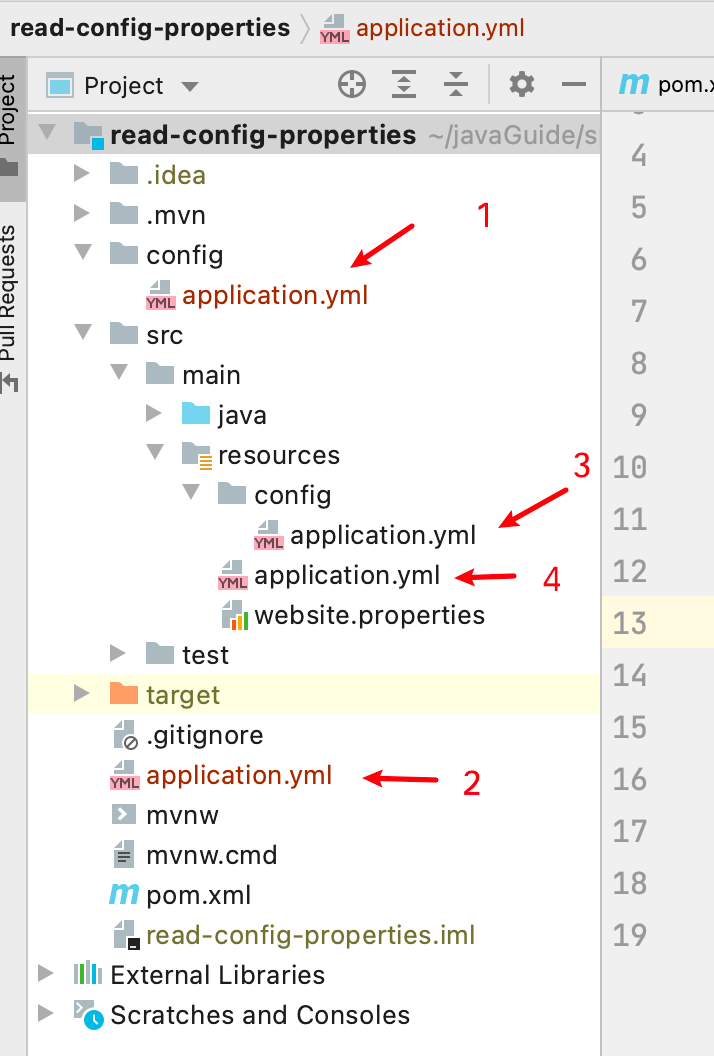 read-config-properties YML application.yml
Project
Project
Pull Requests
m pom.x
read-config-properties ~/javaGuide/s
.idea
.mvn
1
config
YML application.yml
src
main
java
resources
3
config
YML application.yml
YML application.yml 4
website.properties
test
target
.gitignore
YML application.yml 2
mvnw
mvnw.cmd
m pom.xml
read-config-properties.iml
External Libraries
Scratches and Consoles
4
5
6
7
8
9
10
11
12
13
14
15
16
17
18
19